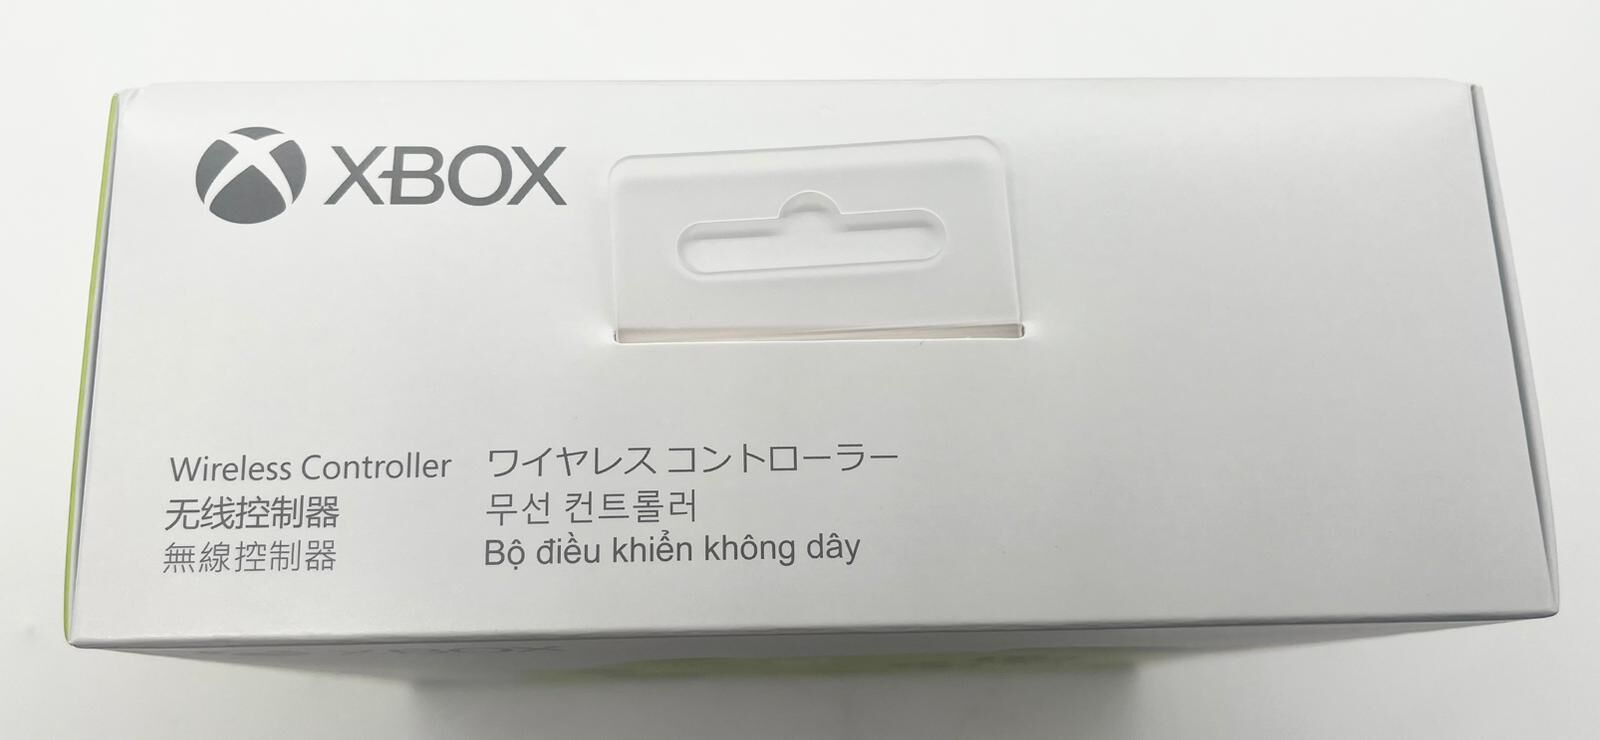 XBOX
Wireless Controller
无线控制器
無線控制器
ワイヤレス コントローラー
무선 컨트롤러
Bộ điều khiển không dây